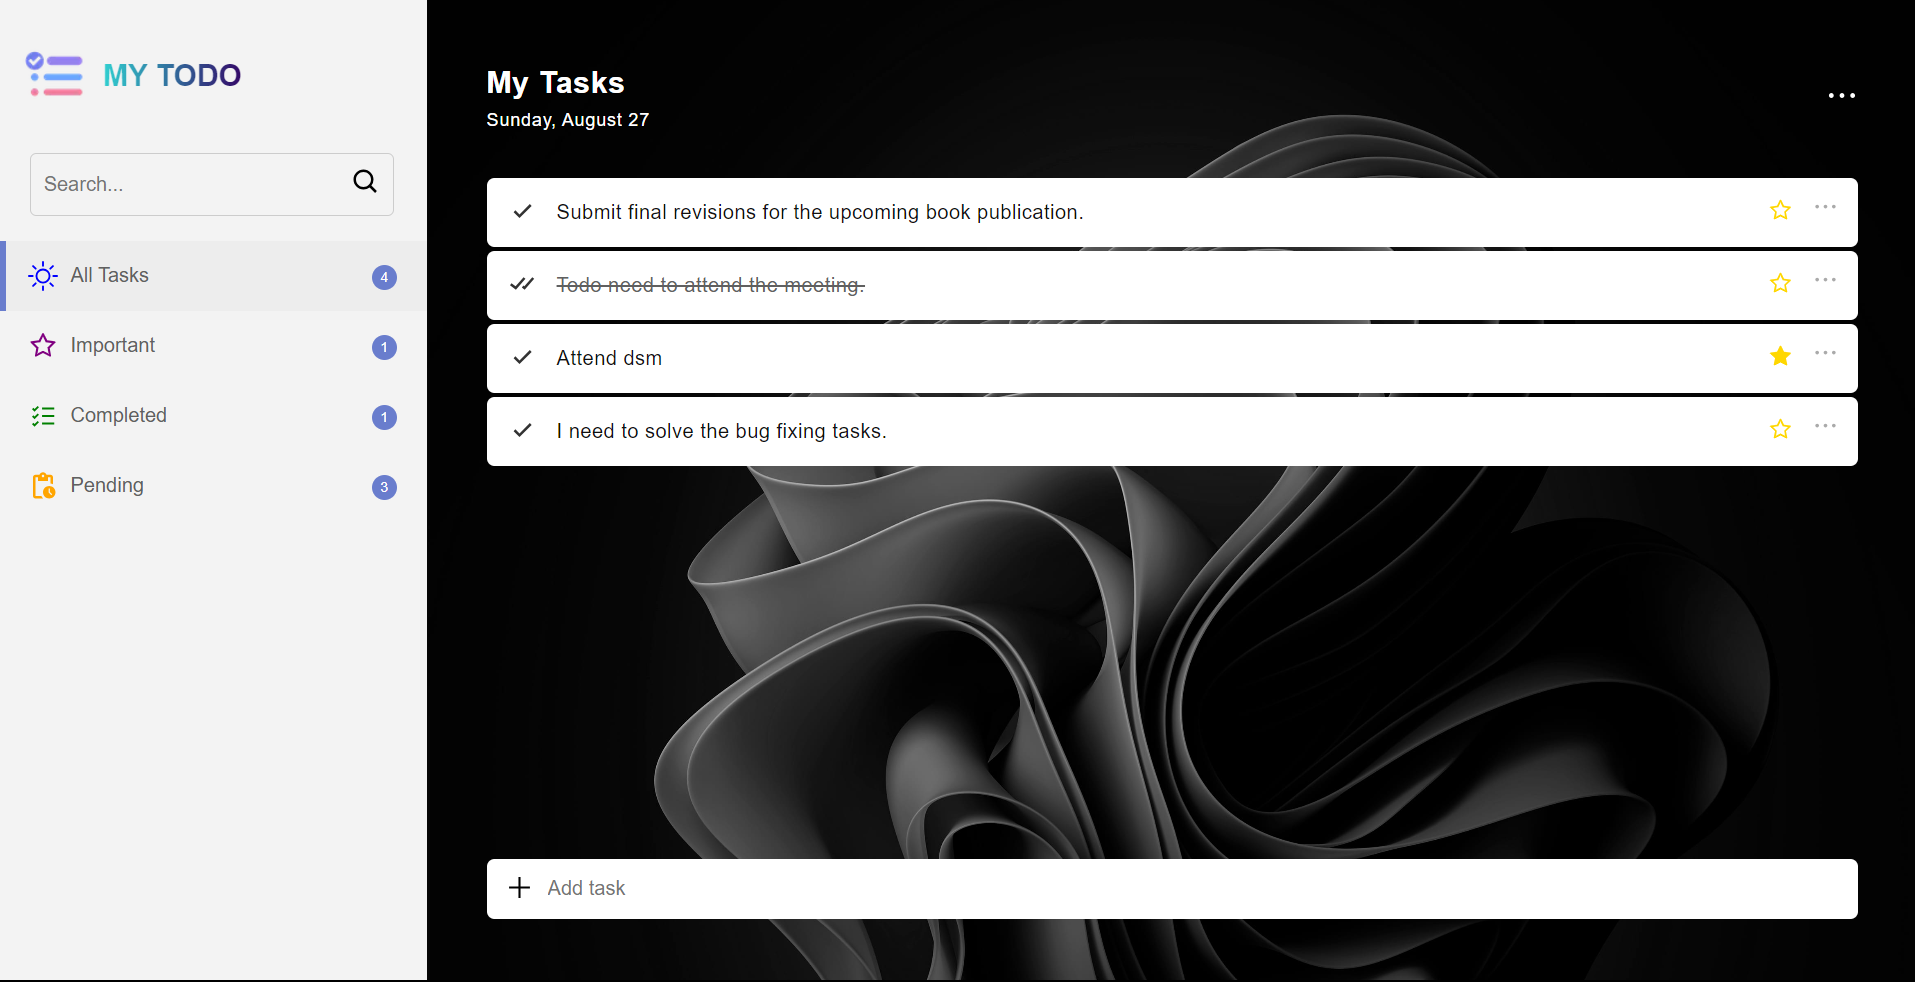 MY TODO
Search...
All Tasks 4
Important 1
Completed 1
Pending 3
My Tasks
Sunday, August 27
Submit final revisions for the upcoming book publication.
Todo need to attend the meeting.
Attend dsm
I need to solve the bug fixing tasks.
Add task